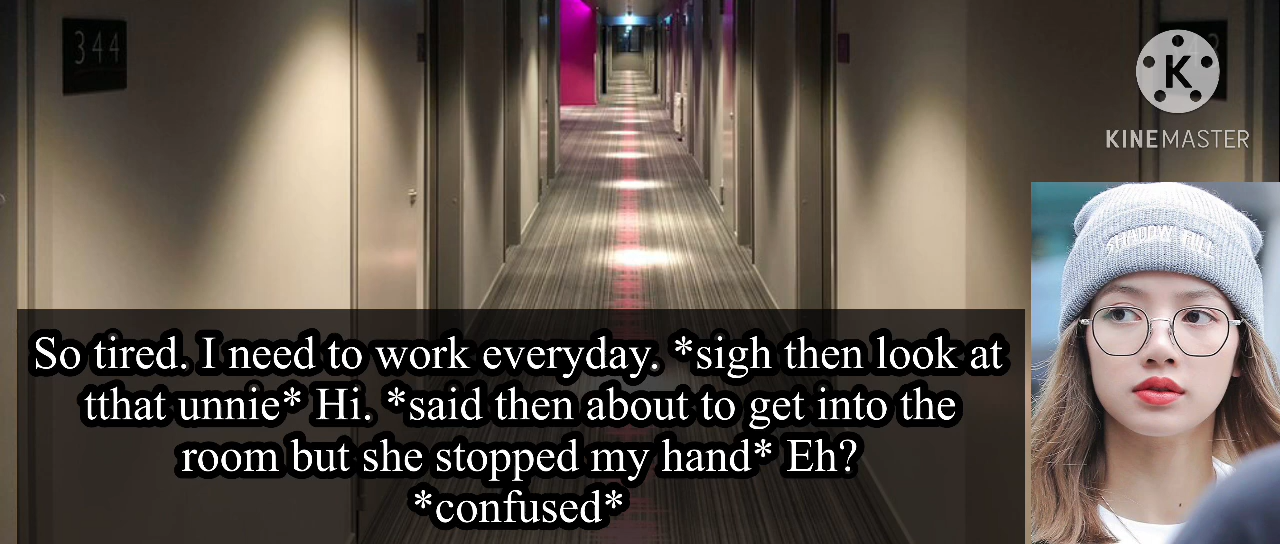 344
KINEMASTER
So tired. I need to work everyday. *sigh then look at
tthat unnie* Hi. *said then about to get into the
room but she stopped my hand* Eh?
*confused*